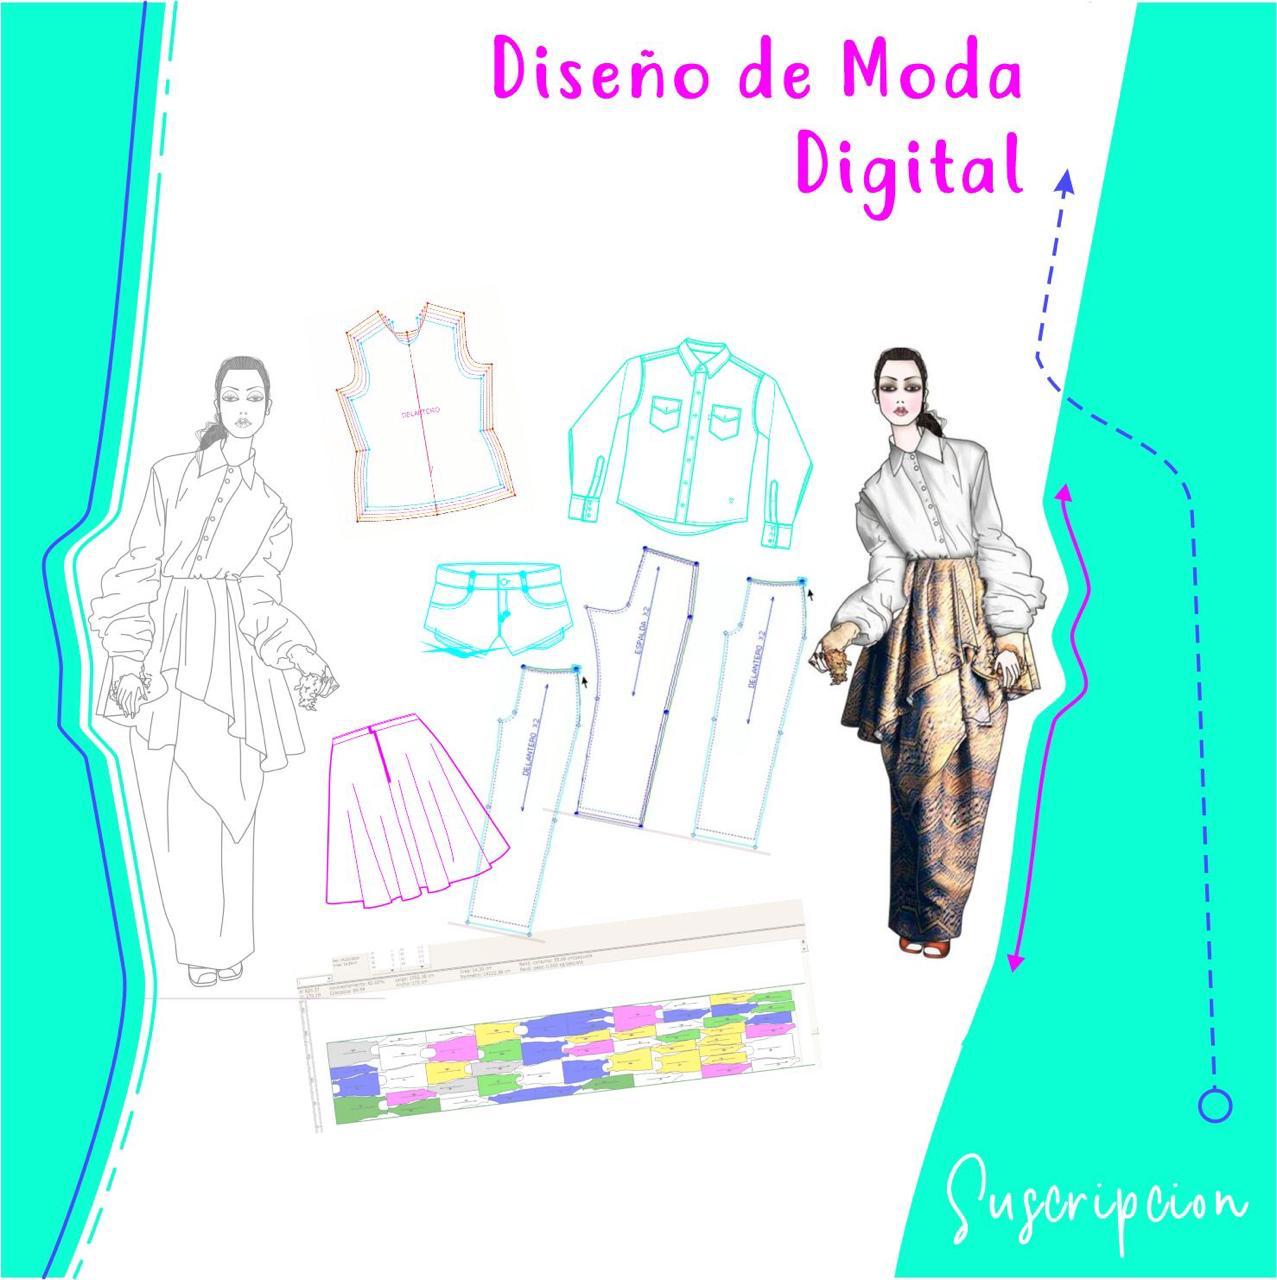 Diseño de Moda
Digital
DELANTERO
ESPALDA X2
DELANTERO X2
DELANTERO X2
Suscripcion